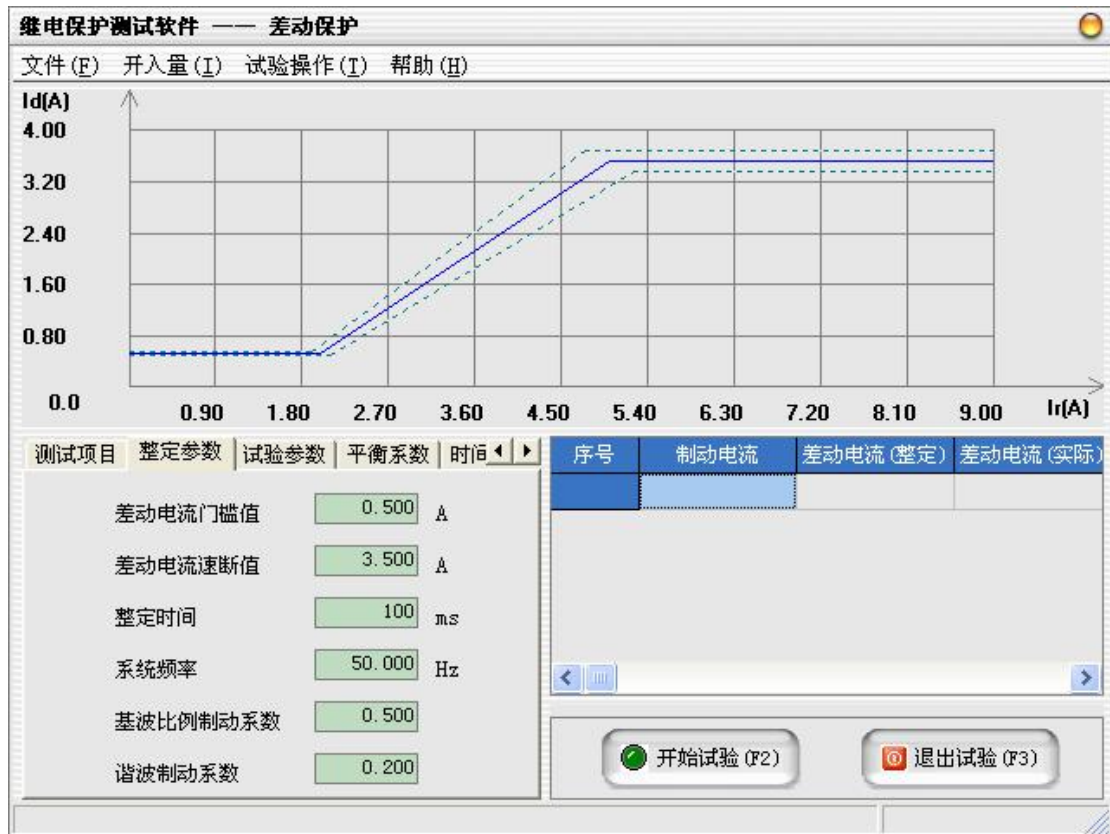 继电保护测试软件 —— 差动保护
文件(F) 开入量(I) 试验操作(T) 帮助(H)
Id(A)
4.00
3.20
2.40
1.60
0.80
0.0
0.90 1.80 2.70 3.60 4.50 5.40 6.30 7.20 8.10 9.00 Ir(A)
测试项目 整定参数 试验参数 平衡系数 时间
差动电流门槛值 0.500 A
差动电流速断值 3.500 A
整定时间 100 ms
系统频率 50.000 Hz
基波比例制动系数 0.500
谐波制动系数 0.200
序号 制动电流 差动电流(整定) 差动电流(实际)
开始试验(F2) 退出试验(F3)